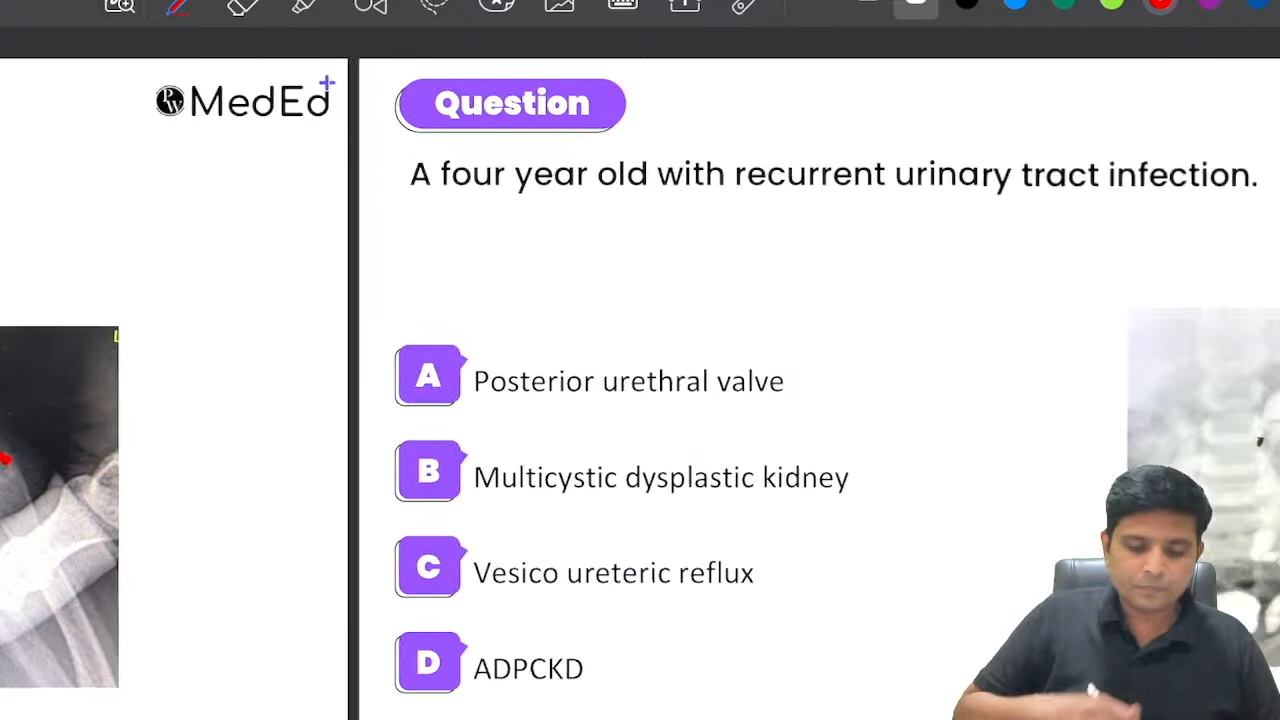 PW MedEd+
Question
A four year old with recurrent urinary tract infection.
A Posterior urethral valve
B Multicystic dysplastic kidney
C Vesico ureteric reflux
D ADPCKD